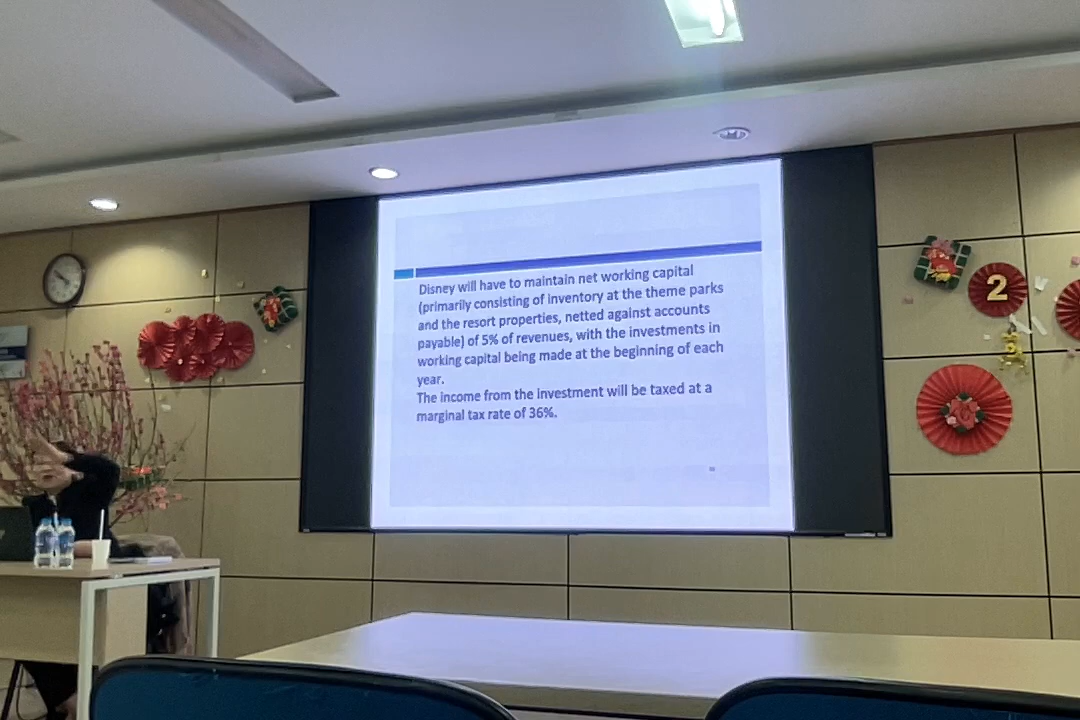 Disney will have to maintain net working capital
(primarily consisting of inventory at the theme parks
and the resort properties, netted against accounts
payable) of 5% of revenues, with the investments in
working capital being made at the beginning of each
year.
The income from the investment will be taxed at a
marginal tax rate of 36%.
2